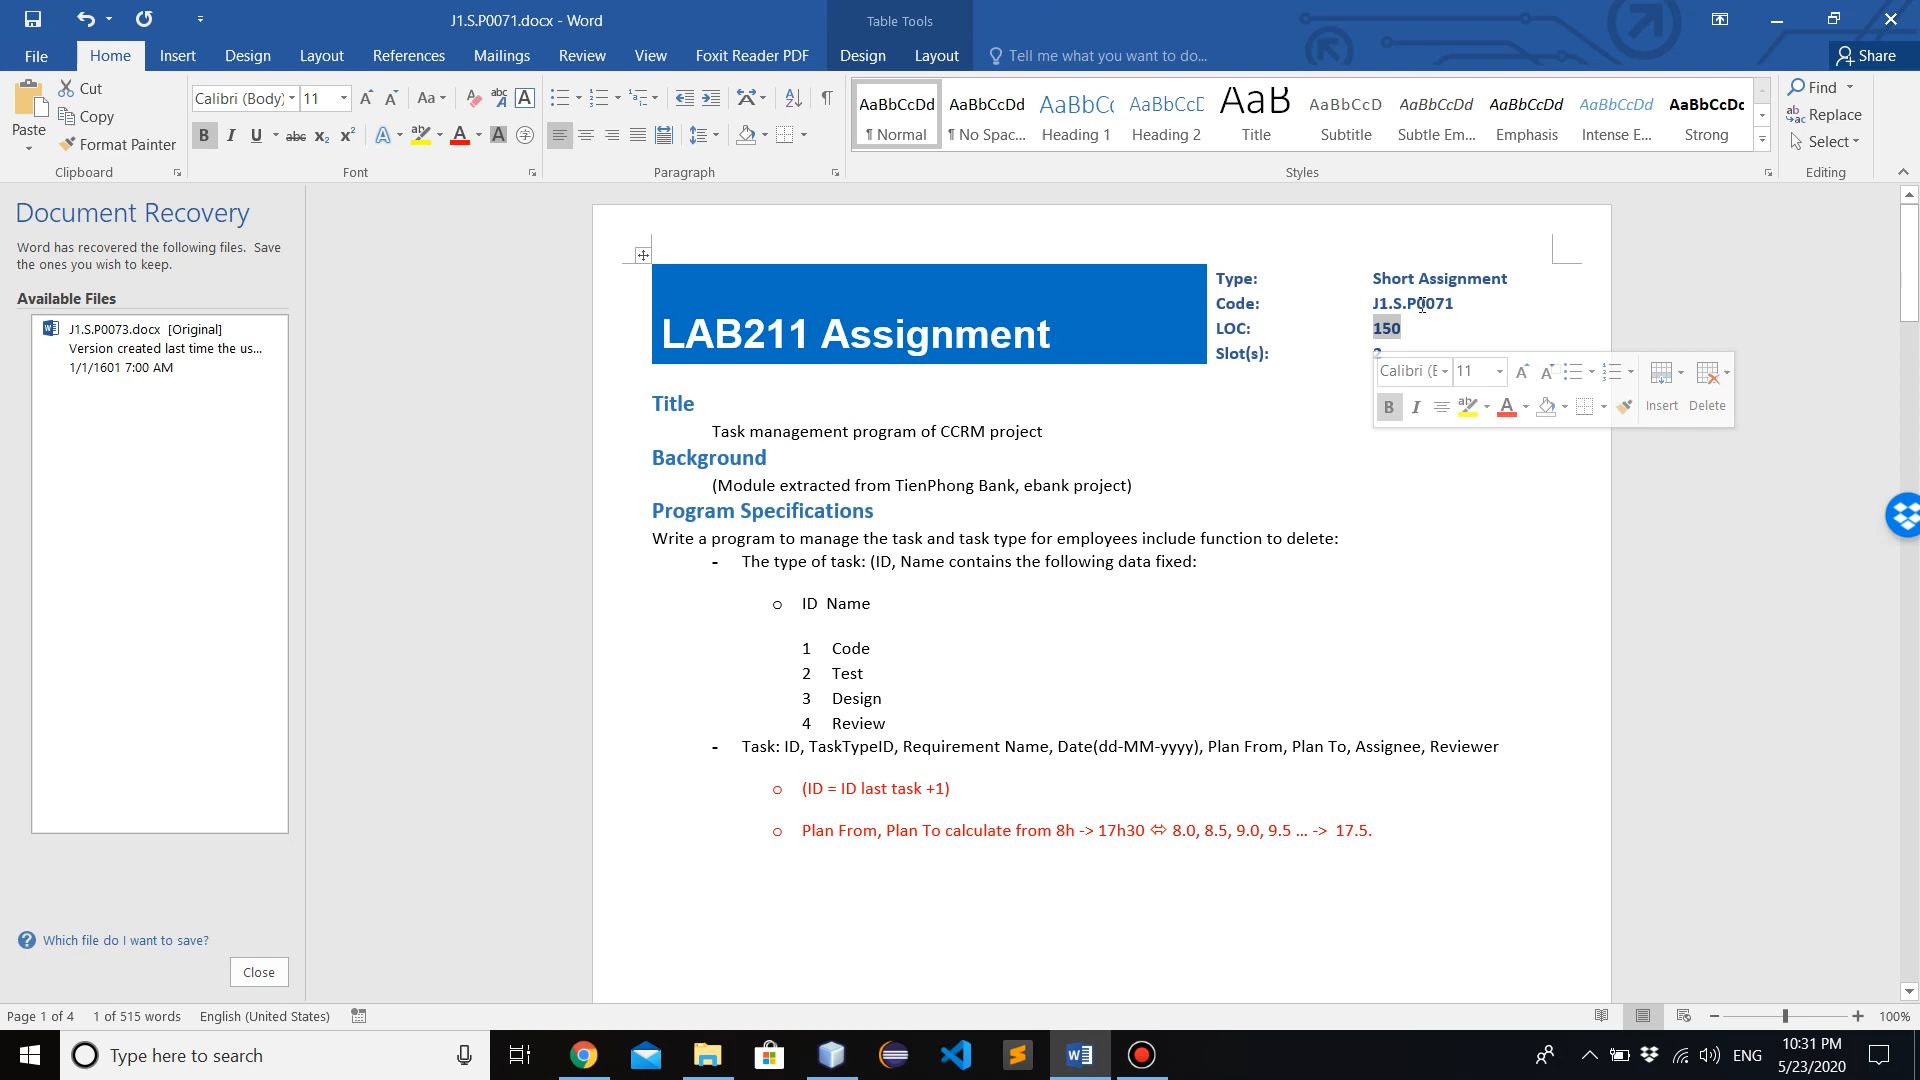 J1.S.P0071.docx - Word
Table Tools
File
Home
Insert
Design
Layout
References
Mailings
Review
View
Foxit Reader PDF
Design
Layout
Tell me what you want to do...
Share
Paste
Cut
Copy
Format Painter
Clipboard
Calibri (Body)
11
Font
Paragraph
AaBbCcDd
¶ Normal
AaBbCcDd
¶ No Spac...
AaBbCc
Heading 1
AaBbCcE
Heading 2
AaB
Title
AaBbCcD
Subtitle
AaBbCcDd
Subtle Em...
AaBbCcDd
Emphasis
AaBbCcDd
Intense E...
AaBbCcDc
Strong
Styles
Find
Replace
Select
Editing
Document Recovery
Word has recovered the following files. Save
the ones you wish to keep.
Available Files
J1.S.P0073.docx [Original]
Version created last time the us...
1/1/1601 7:00 AM
Which file do I want to save?
Close
LAB211 Assignment
Type: Short Assignment
Code: J1.S.P0071
LOC: 150
Slot(s):
Calibri (E
11
Insert
Delete
Title
Task management program of CCRM project
Background
(Module extracted from TienPhong Bank, ebank project)
Program Specifications
Write a program to manage the task and task type for employees include function to delete:
- The type of task: (ID, Name contains the following data fixed:
o ID Name
1 Code
2 Test
3 Design
4 Review
- Task: ID, TaskTypeID, Requirement Name, Date(dd-MM-yyyy), Plan From, Plan To, Assignee, Reviewer
o (ID = ID last task +1)
o Plan From, Plan To calculate from 8h -> 17h30 ⇔ 8.0, 8.5, 9.0, 9.5 ... -> 17.5.
Page 1 of 4
1 of 515 words
English (United States)
100%
Type here to search
ENG
10:31 PM
5/23/2020